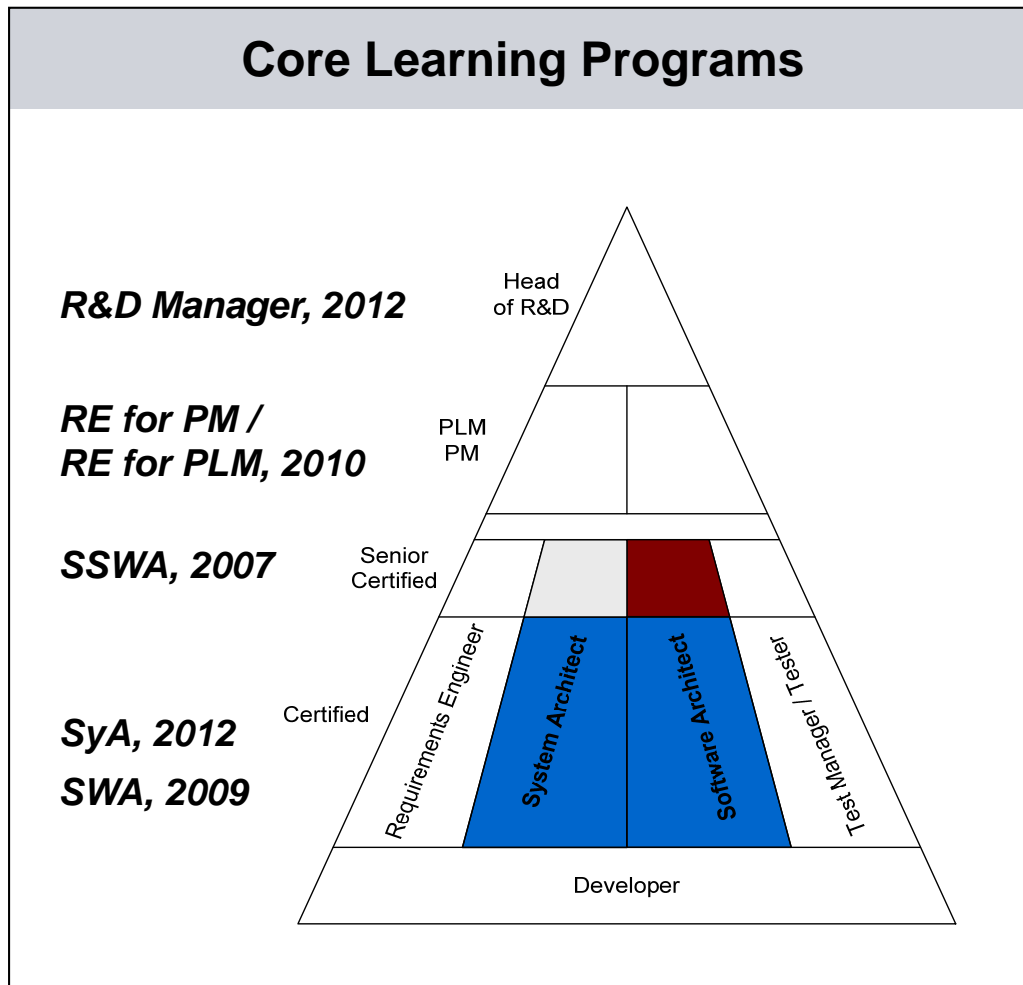 Core Learning Programs
R&D Manager, 2012
Head
of R&D
RE for PM /
RE for PLM, 2010
PLM
PM
SSWA, 2007
Senior
Certified
SyA, 2012
SWA, 2009
Certified
Requirements Engineer
System Architect
Software Architect
Test Manager / Tester
Developer